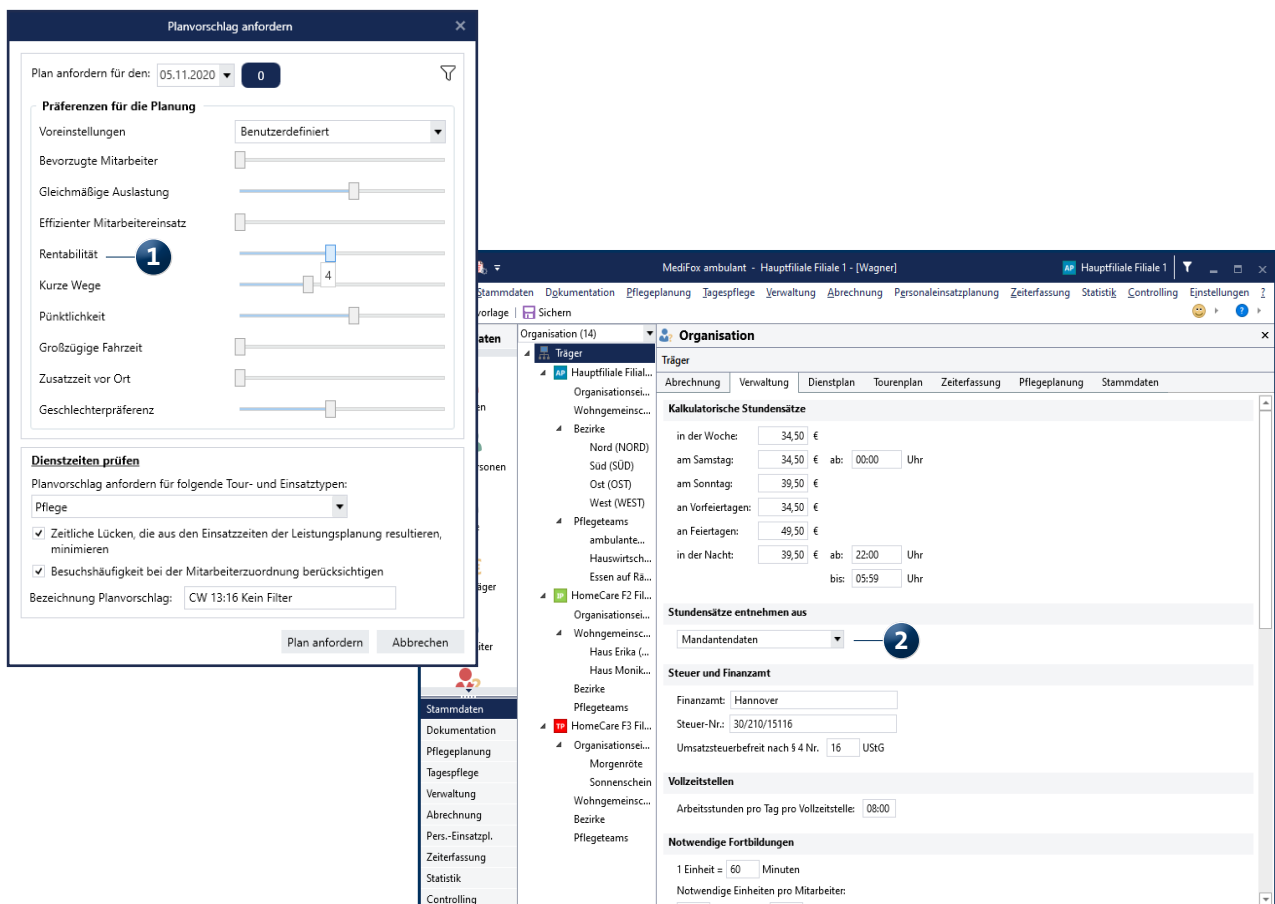 Planvorschlag anfordern
Plan anfordern für den: 05.11.2020 0
Präferenzen für die Planung
Voreinstellungen Benutzerdefiniert
Bevorzugte Mitarbeiter
Gleichmäßige Auslastung
Effizienter Mitarbeitereinsatz
Rentabilität 1
4
Kurze Wege
Pünktlichkeit
Großzügige Fahrzeit
Zusatzzeit vor Ort
Geschlechterpräferenz
Dienstzeiten prüfen
Planvorschlag anfordern für folgende Tour- und Einsatztypen:
Pflege
Zeitliche Lücken, die aus den Einsatzzeiten der Leistungsplanung resultieren,
minimieren
Besuchshäufigkeit bei der Mitarbeiterzuordnung berücksichtigen
Bezeichnung Planvorschlag: CW 13:16 Kein Filter
Plan anfordern Abbrechen
MediFox ambulant - Hauptfiliale Filiale 1 - [Wagner] AP Hauptfiliale Filiale 1
Stammdaten Dokumentation Pflegeplanung Tagespflege Verwaltung Abrechnung Personaleinsatzplanung Zeiterfassung Statistik Controlling Einstellungen ?
vorlage Sichern
aten
en
rsonen
e
äger
iter
Stammdaten
Dokumentation
Pflegeplanung
Tagespflege
Verwaltung
Abrechnung
Pers.-Einsatzpl.
Zeiterfassung
Statistik
Controlling
Organisation (14)
Träger
AP Hauptfiliale Filial...
Organisationsei...
Wohngemeinsc...
Bezirke
Nord (NORD)
Süd (SÜD)
Ost (OST)
West (WEST)
Pflegeteams
ambulante...
Hauswirtsch...
Essen auf Rä...
IP HomeCare F2 Fil...
Organisationsei...
Wohngemeinsc...
Haus Erika (...
Haus Monik...
Bezirke
Pflegeteams
TP HomeCare F3 Fil...
Organisationsei...
Morgenröte
Sonnenschein
Wohngemeinsc...
Bezirke
Pflegeteams
Organisation
Träger
Abrechnung Verwaltung Dienstplan Tourenplan Zeiterfassung Pflegeplanung Stammdaten
Kalkulatorische Stundensätze
in der Woche: 34,50 €
am Samstag: 34,50 € ab: 00:00 Uhr
am Sonntag: 39,50 €
an Vorfeiertagen: 34,50 €
an Feiertagen: 49,50 €
in der Nacht: 39,50 € ab: 22:00 Uhr
bis: 05:59 Uhr
Stundensätze entnehmen aus
Mandantendaten 2
Steuer und Finanzamt
Finanzamt: Hannover
Steuer-Nr.: 30/210/15116
Umsatzsteuerbefreit nach § 4 Nr. 16 UStG
Vollzeitstellen
Arbeitsstunden pro Tag pro Vollzeitstelle: 08:00
Notwendige Fortbildungen
1 Einheit = 60 Minuten
Notwendige Einheiten pro Mitarbeiter: